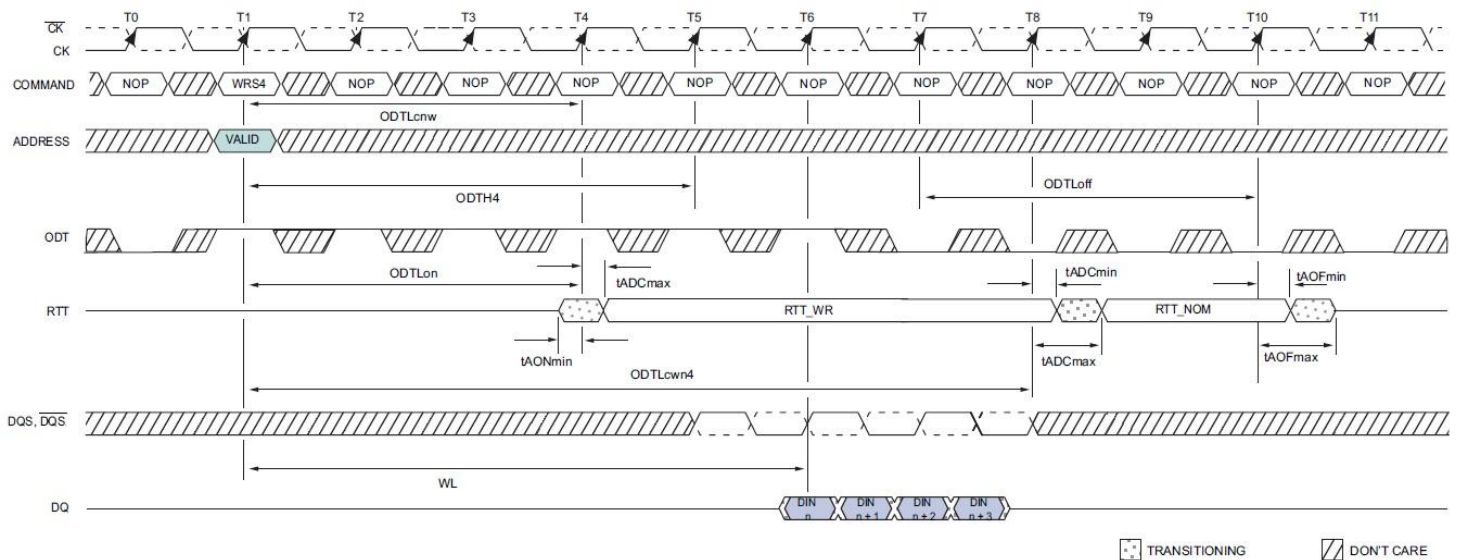 T0 T1 T2 T3 T4 T5 T6 T7 T8 T9 T10 T11
CK
CK
COMMAND NOP WRS4 NOP NOP NOP NOP NOP NOP NOP NOP NOP NOP
ODTLcnw
ADDRESS VALID
ODTH4 ODTLoff
ODT
ODTLon tADCmax tADCmin tAOFmin
RTT RTT_WR RTT_NOM
tAONmin tADCmax tAOFmax
ODTLcwn4
DQS, DQS
WL
DQ DIN n DIN n + 1 DIN n + 2 DIN n + 3
TRANSITIONING DON'T CARE